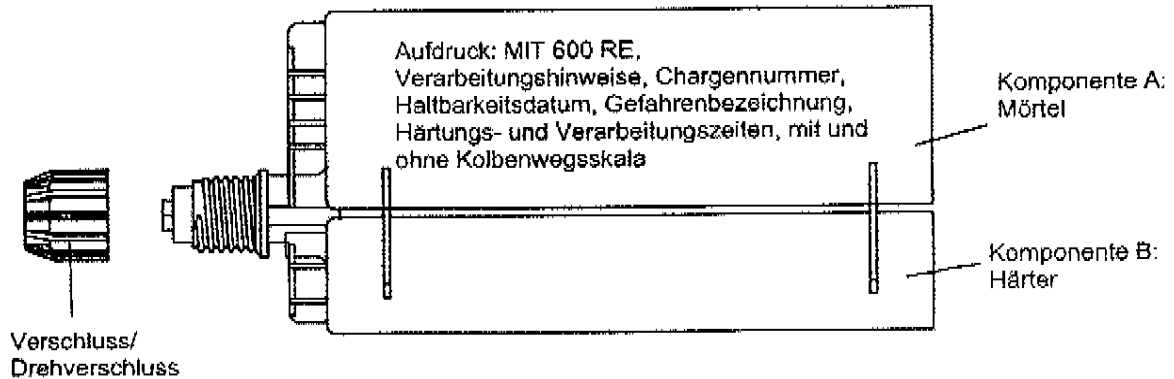 Aufdruck: MIT 600 RE,
Verarbeitungshinweise, Chargennummer,
Haltbarkeitsdatum, Gefahrenbezeichnung,
Härtungs- und Verarbeitungszeiten, mit und
ohne Kolbenwegsskala
Komponente A:
Mörtel
Komponente B:
Härter
Verschluss/
Drehverschluss